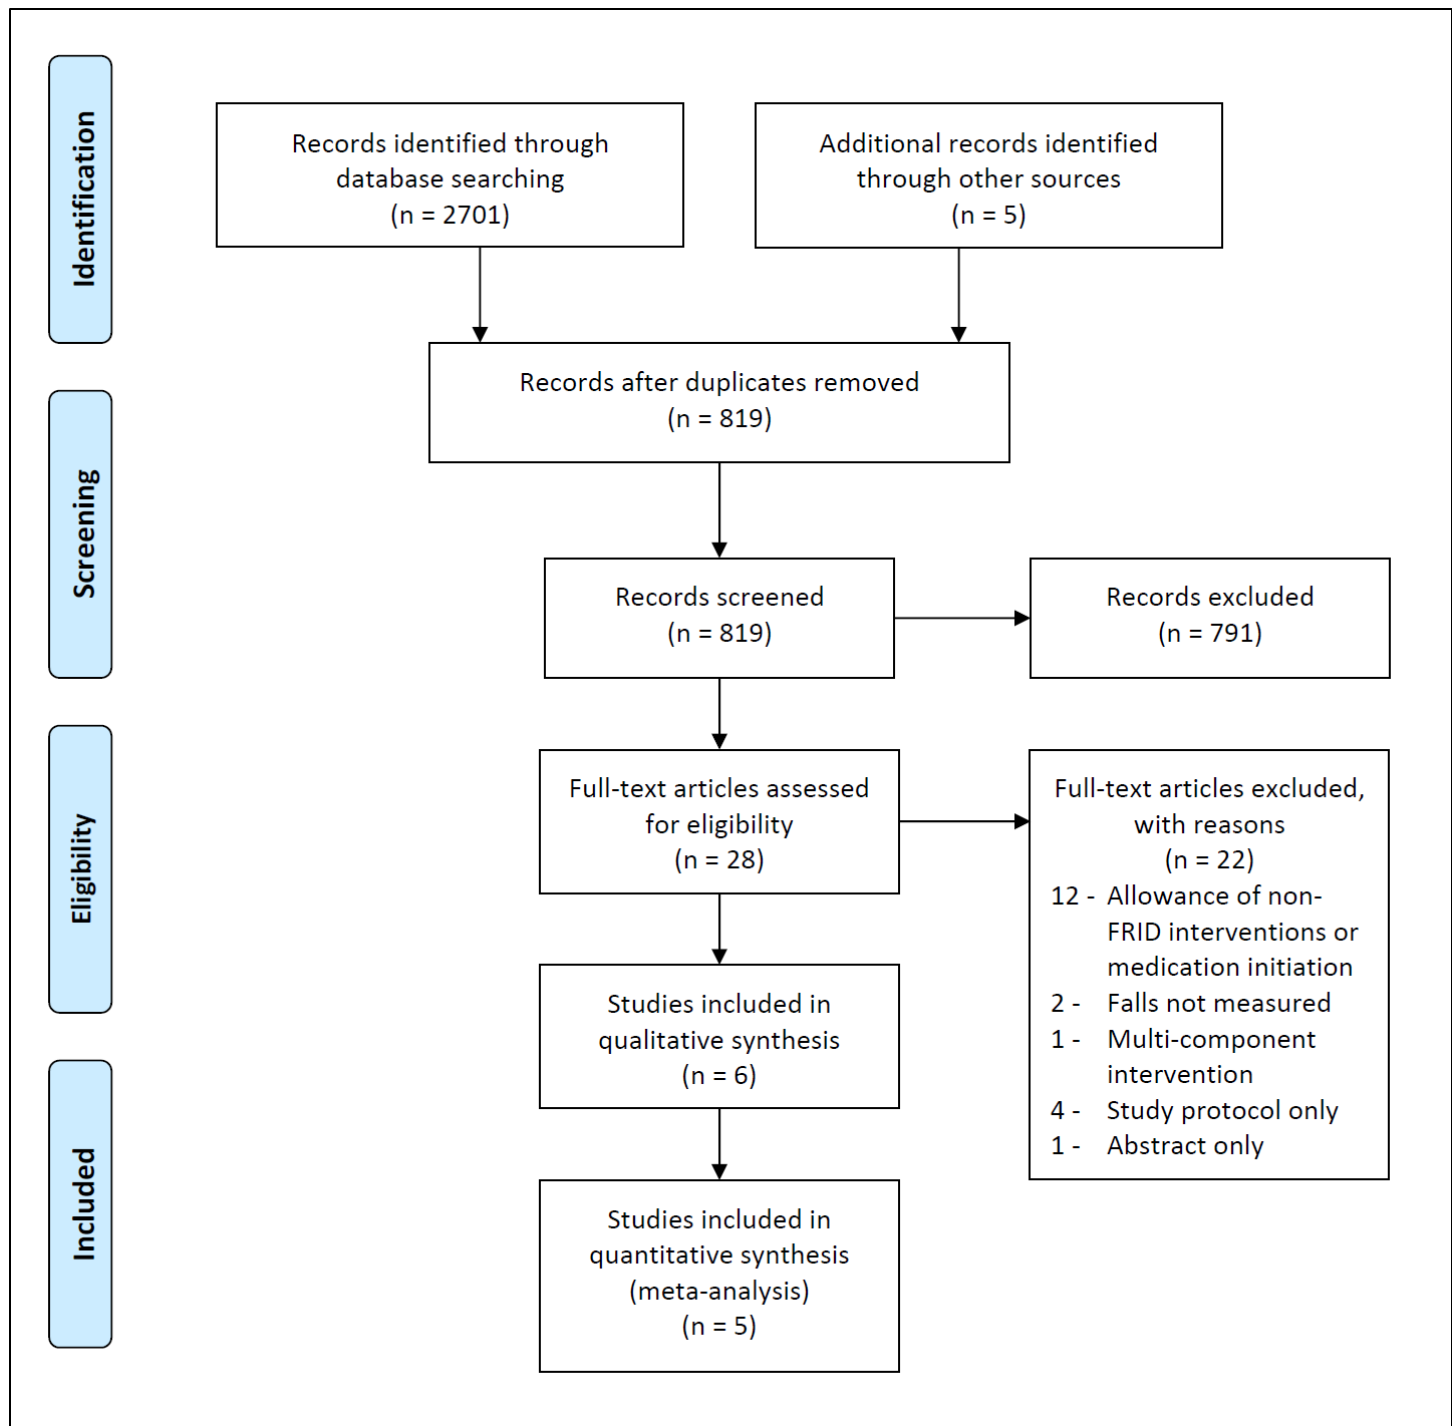 Identification
Records identified through
database searching
(n = 2701)
Additional records identified
through other sources
(n = 5)
Records after duplicates removed
(n = 819)
Screening
Records screened
(n = 819)
Records excluded
(n = 791)
Eligibility
Full-text articles assessed
for eligibility
(n = 28)
Full-text articles excluded,
with reasons
(n = 22)
12 - Allowance of non-
FRID interventions or
medication initiation
2 - Falls not measured
1 - Multi-component
intervention
4 - Study protocol only
1 - Abstract only
Studies included in
qualitative synthesis
(n = 6)
Included
Studies included in
quantitative synthesis
(meta-analysis)
(n = 5)